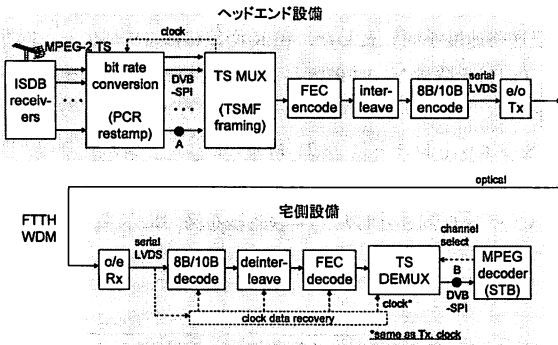 ヘッドエンド設備
MPEG-2 TS
clock
ISDB
receiv-
ers
bit rate
conversion
(PCR
restamp)
DVB
-SPI
A
TS MUX
(TSMF
framing)
FEC
encode
inter-
leave
8B/10B
encode
serial
LVDS
e/o
Tx
optical
FTTH
WDM
宅側設備
o/e
Rx
serial
LVDS
8B/10B
decode
deinter-
leave
FEC
decode
TS
DEMUX
channel
select
B
DVB
-SPI
MPEG
decoder
(STB)
clock*
clock data recovery
*same as Tx. clock